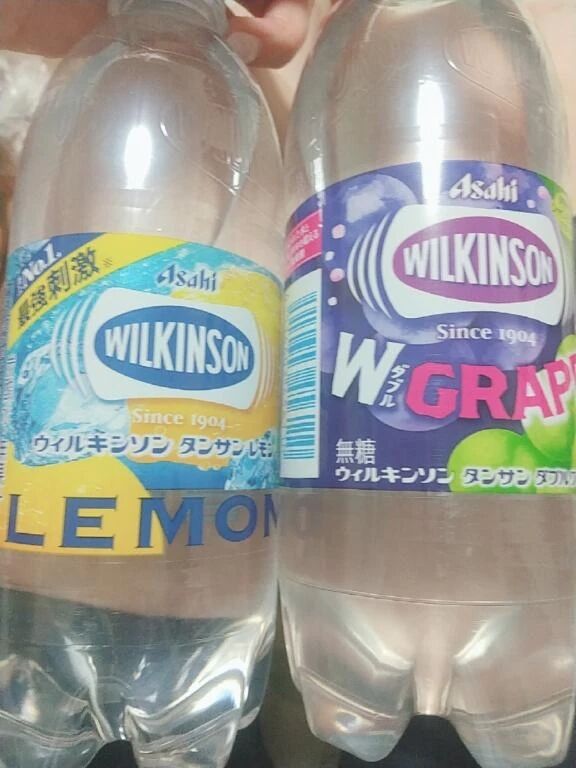 No.1
最強刺激※
Asahi
WILKINSON
Since 1904
ウィルキンソン タンサン レモン
LEMON
Asahi
WILKINSON
Since 1904
Wダブル
GRAP
無糖
ウィルキンソン タンサン ダブル